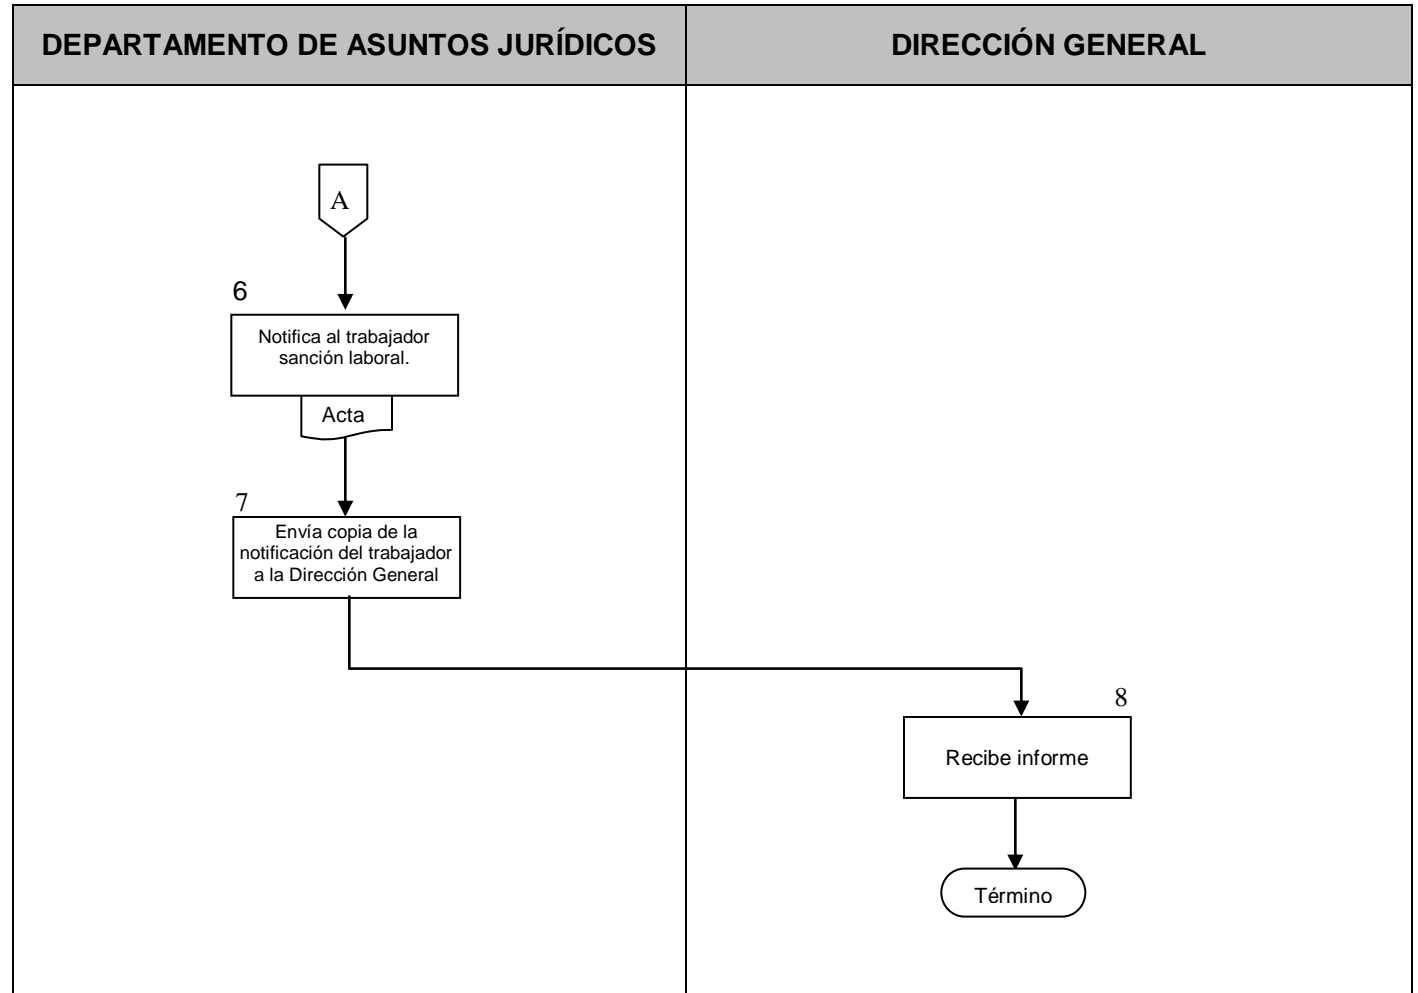 DEPARTAMENTO DE ASUNTOS JURÍDICOS
DIRECCIÓN GENERAL
A
6
Notifica al trabajador
sanción laboral.
Acta
7
Envía copia de la
notificación del trabajador
a la Dirección General
8
Recibe informe
Término